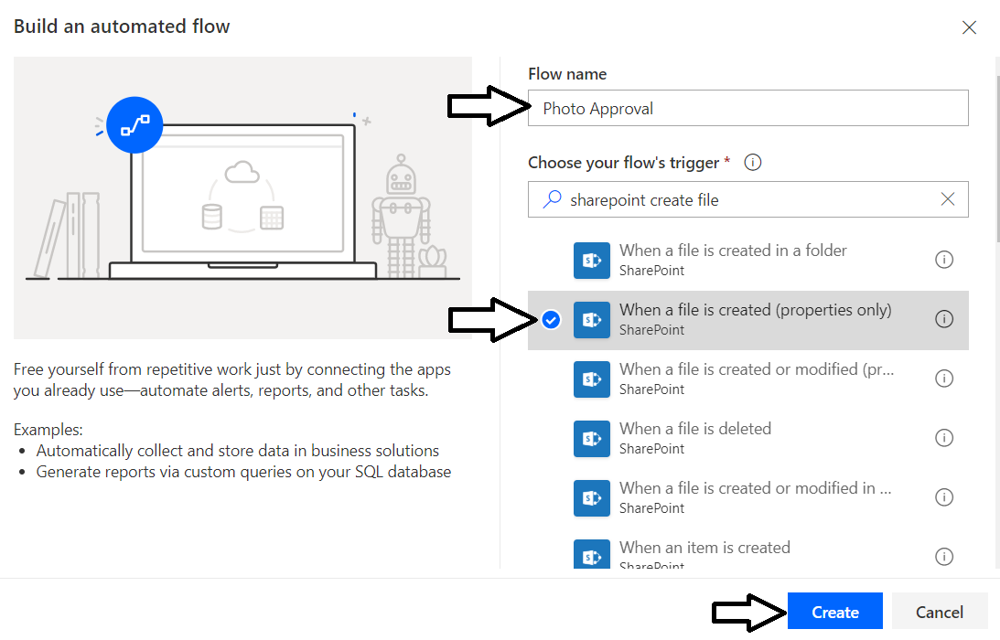 Build an automated flow
Free yourself from repetitive work just by connecting the apps
you already use—automate alerts, reports, and other tasks.
Examples:
• Automatically collect and store data in business solutions
• Generate reports via custom queries on your SQL database
Flow name
Photo Approval
Choose your flow's trigger *
sharepoint create file
When a file is created in a folder
SharePoint
When a file is created (properties only)
SharePoint
When a file is created or modified (pr...
SharePoint
When a file is deleted
SharePoint
When a file is created or modified in ...
SharePoint
When an item is created
SharePoint
Create
Cancel